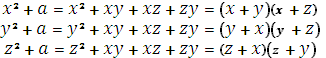 x² + a = x² + xy + xz + zy = (x + y)(x + z)
y² + a = y² + xy + xz + zy = (y + x)(y + z)
z² + a = z² + xy + xz + zy = (z + x)(z + y)